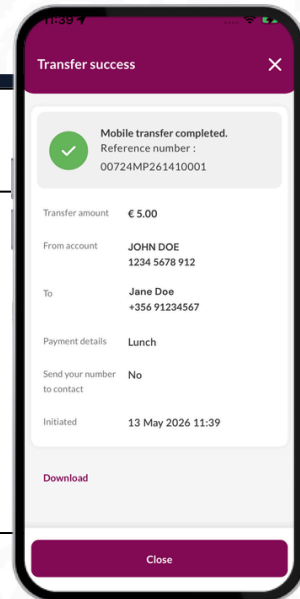 11:39
Transfer success
Mobile transfer completed.
Reference number :
00724MP261410001
Transfer amount € 5.00
From account JOHN DOE
1234 5678 912
To Jane Doe
+356 91234567
Payment details Lunch
Send your number No
to contact
Initiated 13 May 2026 11:39
Download
Close